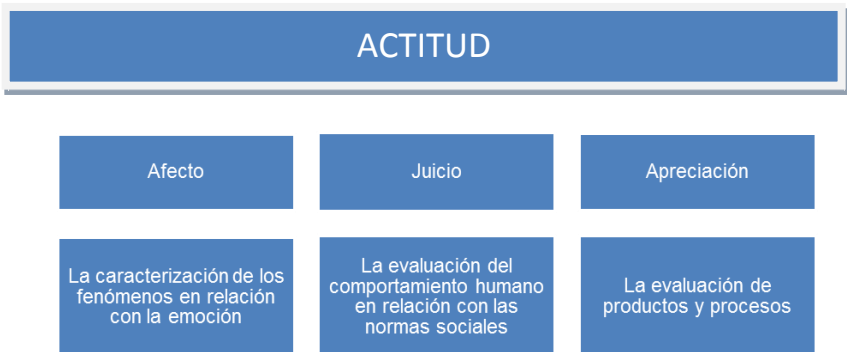 ACTITUD
Afecto
Juicio
Apreciación
La caracterización de los
fenómenos en relación
con la emoción
La evaluación del
comportamiento humano
en relación con las
normas sociales
La evaluación de
productos y procesos